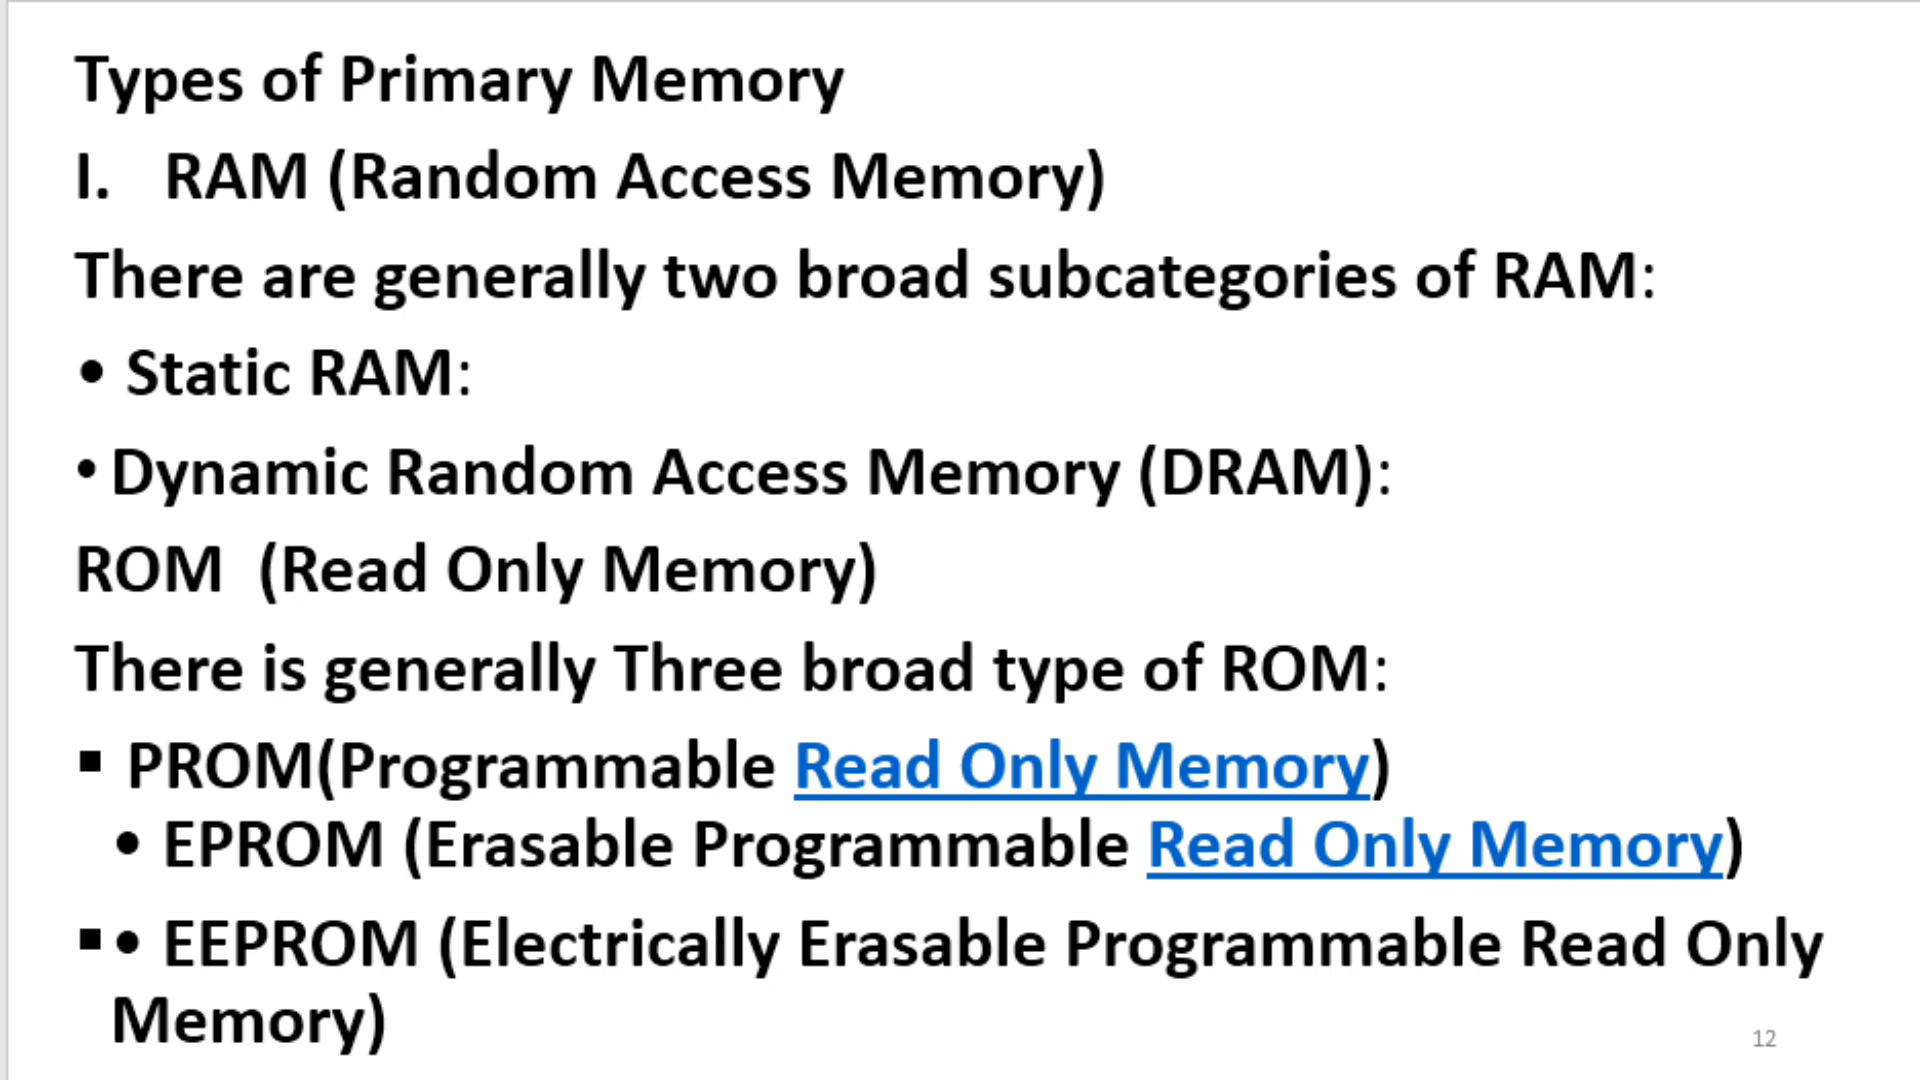 Types of Primary Memory
I. RAM (Random Access Memory)
There are generally two broad subcategories of RAM:
• Static RAM:
• Dynamic Random Access Memory (DRAM):
ROM (Read Only Memory)
There is generally Three broad type of ROM:
▪ PROM(Programmable Read Only Memory)
• EPROM (Erasable Programmable Read Only Memory)
▪• EEPROM (Electrically Erasable Programmable Read Only
Memory)
12